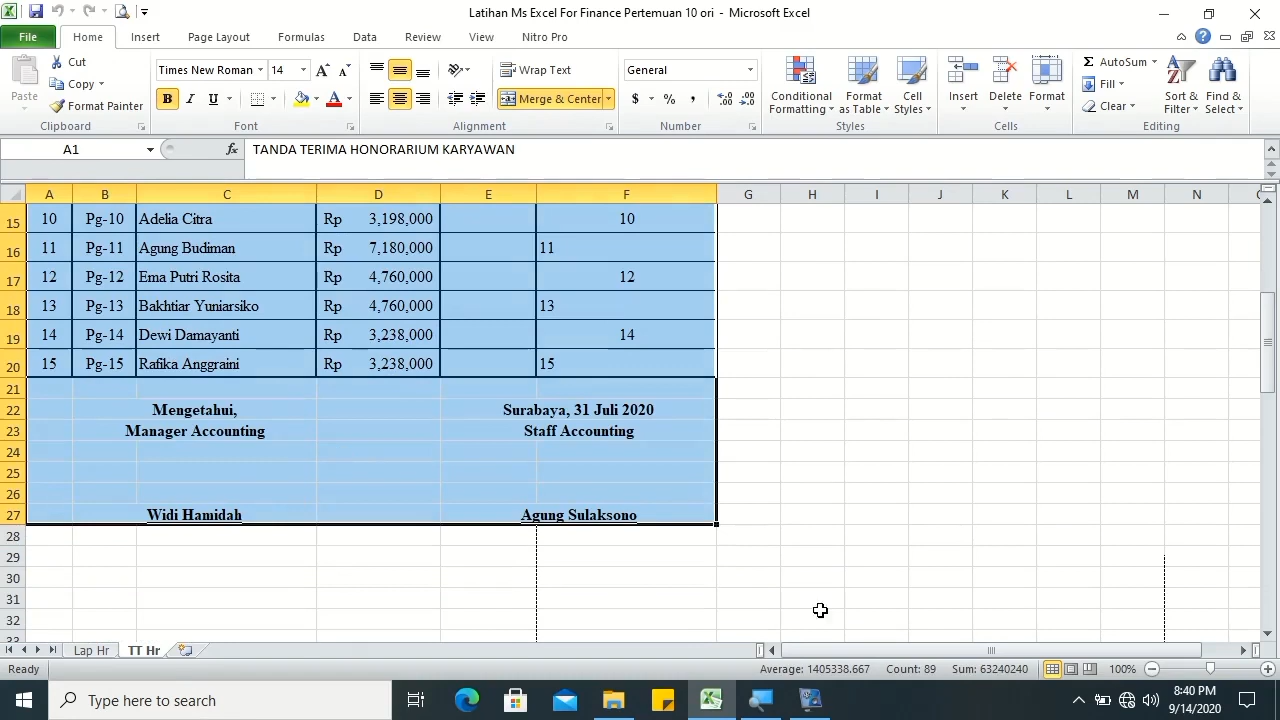 Latihan Ms Excel For Finance Pertemuan 10 ori - Microsoft Excel
File Home Insert Page Layout Formulas Data Review View Nitro Pro
Paste Cut Copy Format Painter Clipboard
Times New Roman 14 B I U A Font
Wrap Text Merge & Center Alignment
General $ % , Number
Conditional Formatting Format as Table Cell Styles Styles
Insert Delete Format Cells
Σ AutoSum Fill Clear Sort & Filter Find & Select Editing
A1 fx TANDA TERIMA HONORARIUM KARYAWAN
A B C D E F G H I J K L M N
15 10 Pg-10 Adelia Citra Rp 3,198,000 10
16 11 Pg-11 Agung Budiman Rp 7,180,000 11
17 12 Pg-12 Ema Putri Rosita Rp 4,760,000 12
18 13 Pg-13 Bakhtiar Yuniarsiko Rp 4,760,000 13
19 14 Pg-14 Dewi Damayanti Rp 3,238,000 14
20 15 Pg-15 Rafika Anggraini Rp 3,238,000 15
21
22 Mengetahui, Surabaya, 31 Juli 2020
23 Manager Accounting Staff Accounting
24
25
26
27 Widi Hamidah Agung Sulaksono
28
29
30
31
32
Lap Hr TT Hr
Ready Average: 1405338.667 Count: 89 Sum: 63240240 100%
Type here to search 8:40 PM
9/14/2020